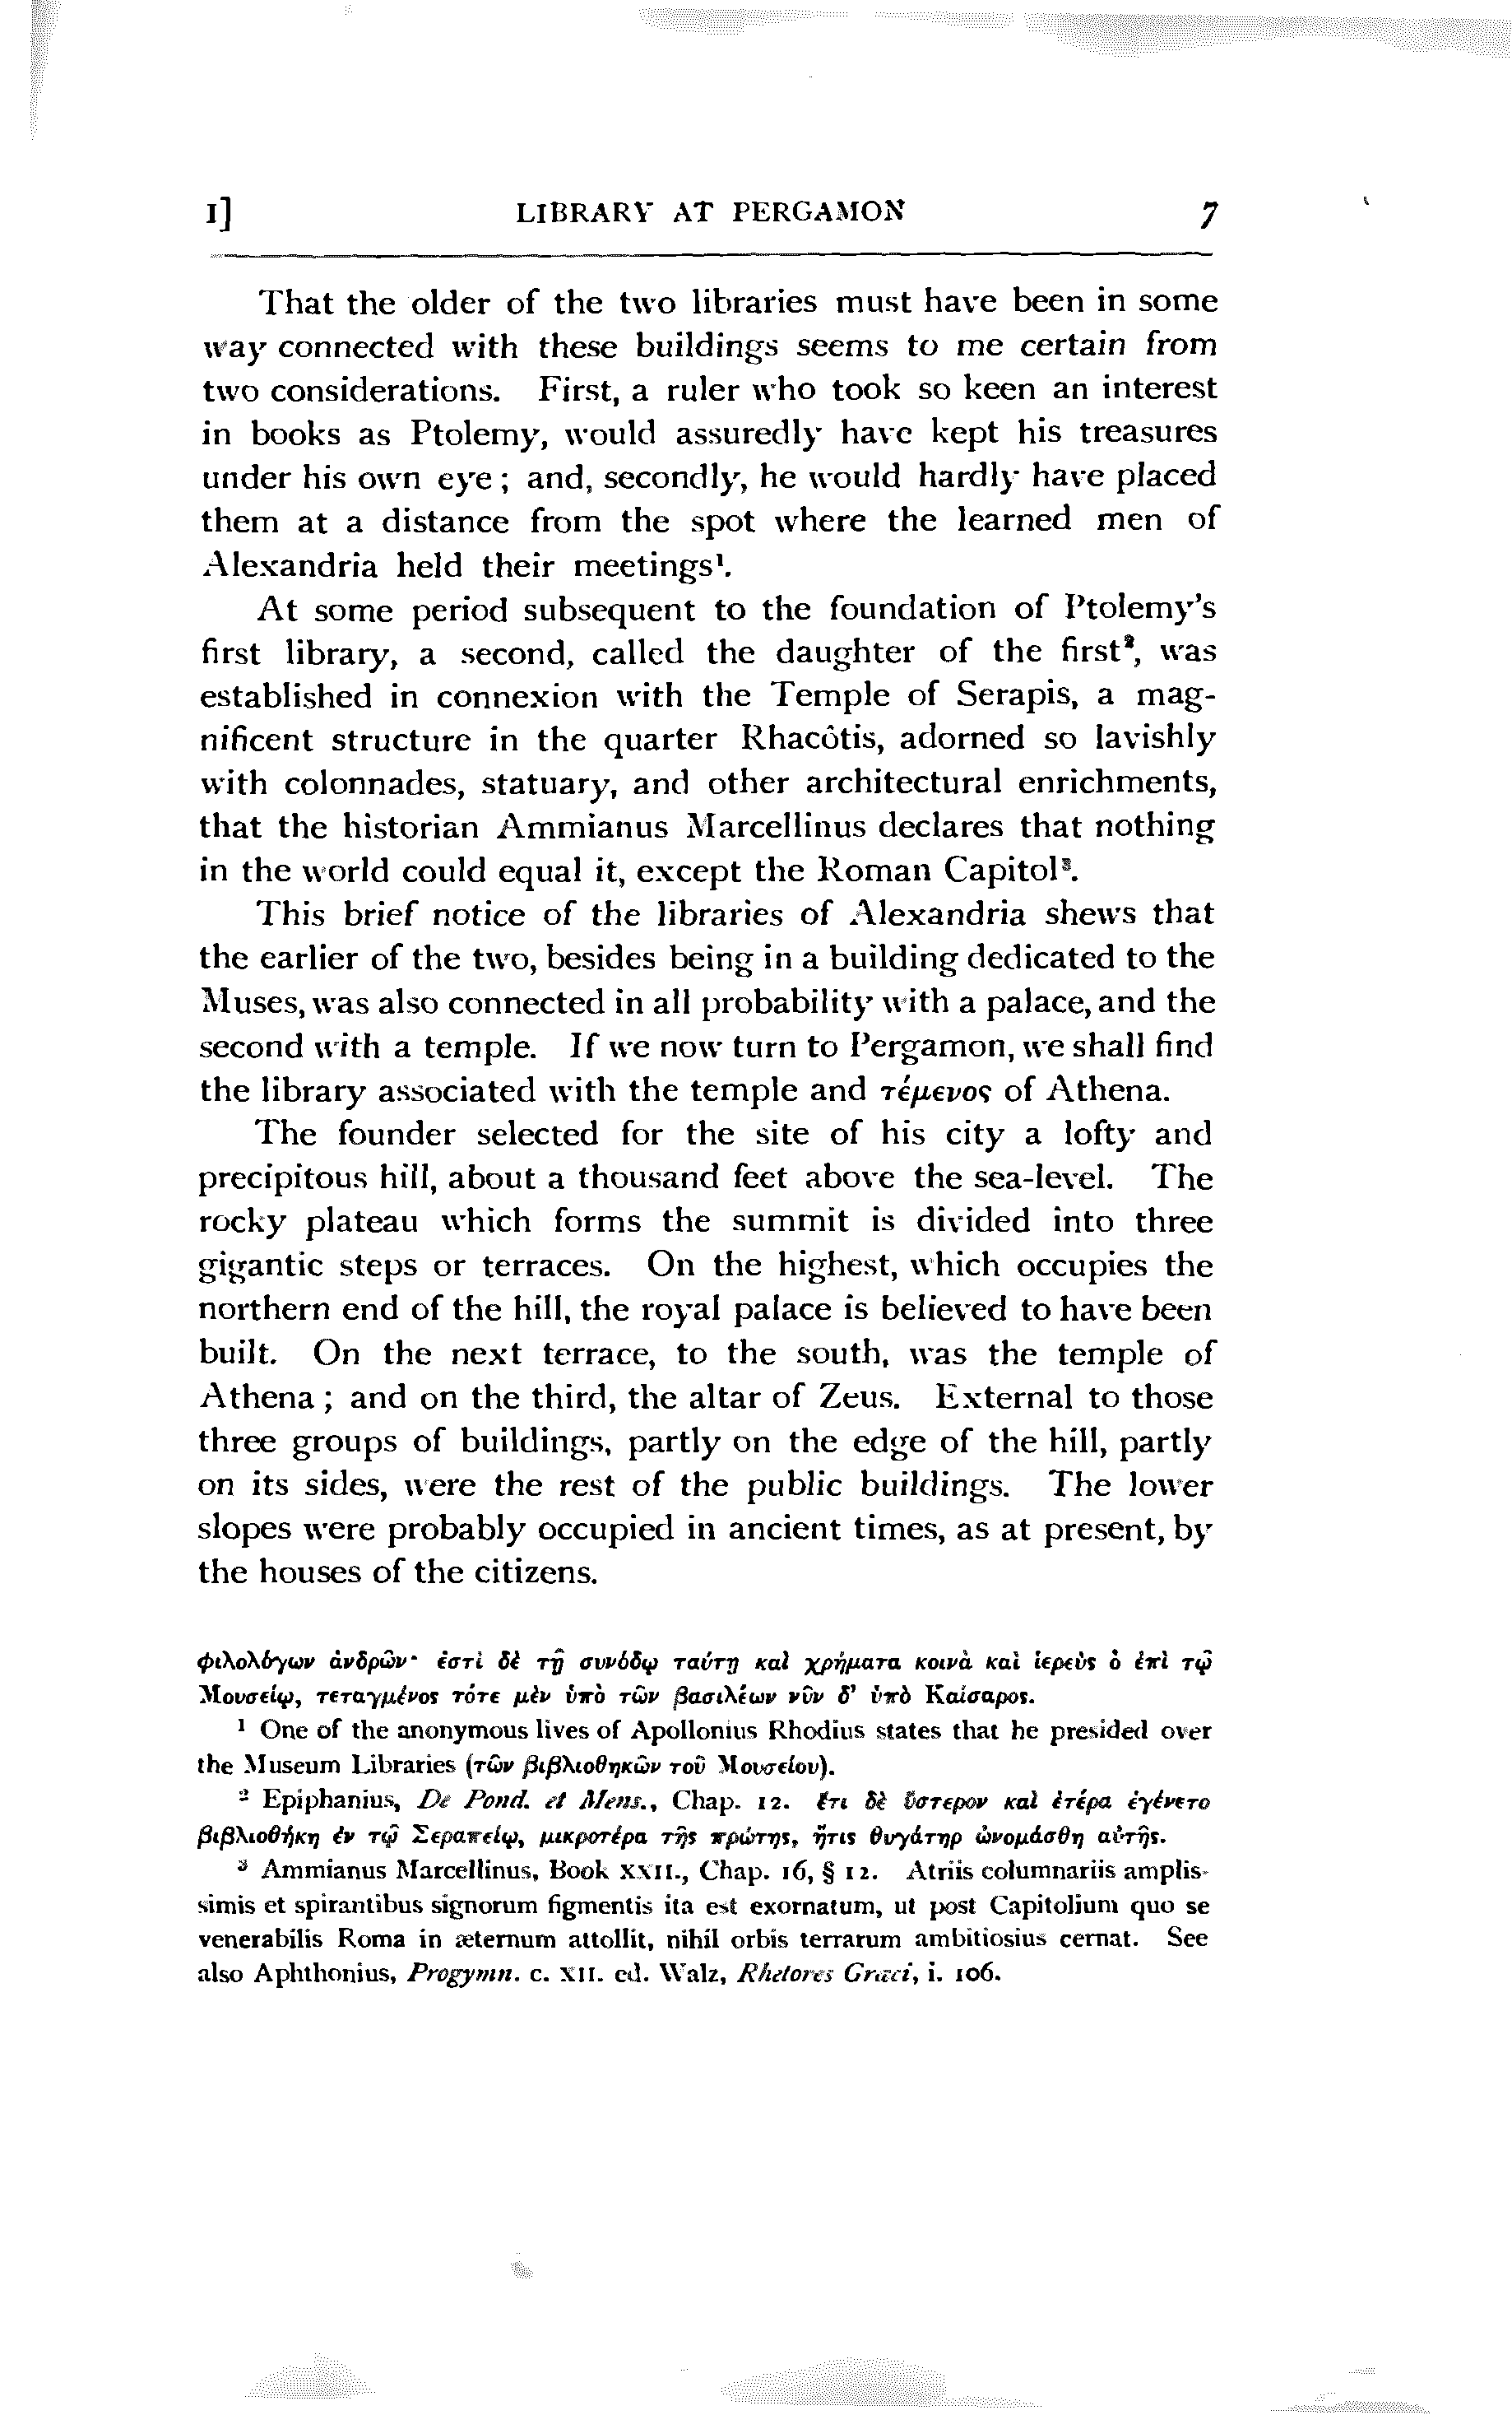 I] LIBRARY AT PERGAMON 7
That the older of the two libraries must have been in some
way connected with these buildings seems to me certain from
two considerations. First, a ruler who took so keen an interest
in books as Ptolemy, would assuredly have kept his treasures
under his own eye; and, secondly, he would hardly have placed
them at a distance from the spot where the learned men of
Alexandria held their meetings¹.
At some period subsequent to the foundation of Ptolemy's
first library, a second, called the daughter of the first², was
established in connexion with the Temple of Serapis, a mag-
nificent structure in the quarter Rhacôtis, adorned so lavishly
with colonnades, statuary, and other architectural enrichments,
that the historian Ammianus Marcellinus declares that nothing
in the world could equal it, except the Roman Capitol³.
This brief notice of the libraries of Alexandria shews that
the earlier of the two, besides being in a building dedicated to the
Muses, was also connected in all probability with a palace, and the
second with a temple. If we now turn to Pergamon, we shall find
the library associated with the temple and τέμενος of Athena.
The founder selected for the site of his city a lofty and
precipitous hill, about a thousand feet above the sea-level. The
rocky plateau which forms the summit is divided into three
gigantic steps or terraces. On the highest, which occupies the
northern end of the hill, the royal palace is believed to have been
built. On the next terrace, to the south, was the temple of
Athena; and on the third, the altar of Zeus. External to those
three groups of buildings, partly on the edge of the hill, partly
on its sides, were the rest of the public buildings. The lower
slopes were probably occupied in ancient times, as at present, by
the houses of the citizens.
φιλολόγων ἀνδρῶν· ἐστὶ δὲ τῇ συνόδῳ ταύτῃ καὶ χρήματα κοινὰ καὶ ἱερεὺς ὁ ἐπὶ τῷ
Μουσείῳ, τεταγμένος τότε μὲν ὑπὸ τῶν βασιλέων νῦν δ' ὑπὸ Καίσαρος.
¹ One of the anonymous lives of Apollonius Rhodius states that he presided over
the Museum Libraries (τῶν βιβλιοθηκῶν τοῦ Μουσείου).
² Epiphanius, De Pond. et Mens., Chap. 12. ἔτι δὲ ὕστερον καὶ ἑτέρα ἐγένετο
βιβλιοθήκη ἐν τῷ Σεραπείῳ, μικροτέρα τῆς πρώτης, ἥτις θυγάτηρ ὠνομάσθη αὐτῆς.
³ Ammianus Marcellinus, Book XXII., Chap. 16, § 12. Atriis columnariis amplis-
simis et spirantibus signorum figmentis ita est exornatum, ut post Capitolium quo se
venerabilis Roma in æternum attollit, nihil orbis terrarum ambitiosius cernat. See
also Aphthonius, Progymn. c. XII. ed. Walz, Rhetores Græci, i. 106.